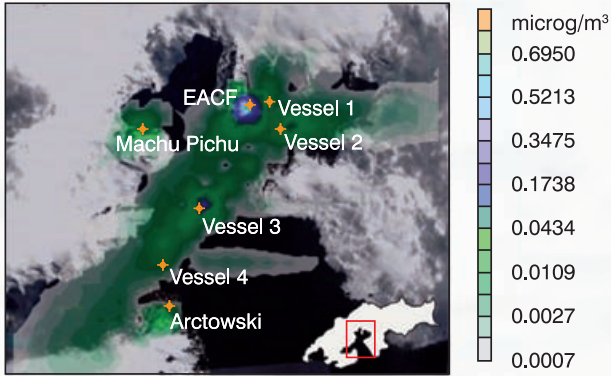 EACF
Vessel 1
Machu Pichu
Vessel 2
Vessel 3
Vessel 4
Arctowski
microg/m³
0.6950
0.5213
0.3475
0.1738
0.0434
0.0109
0.0027
0.0007